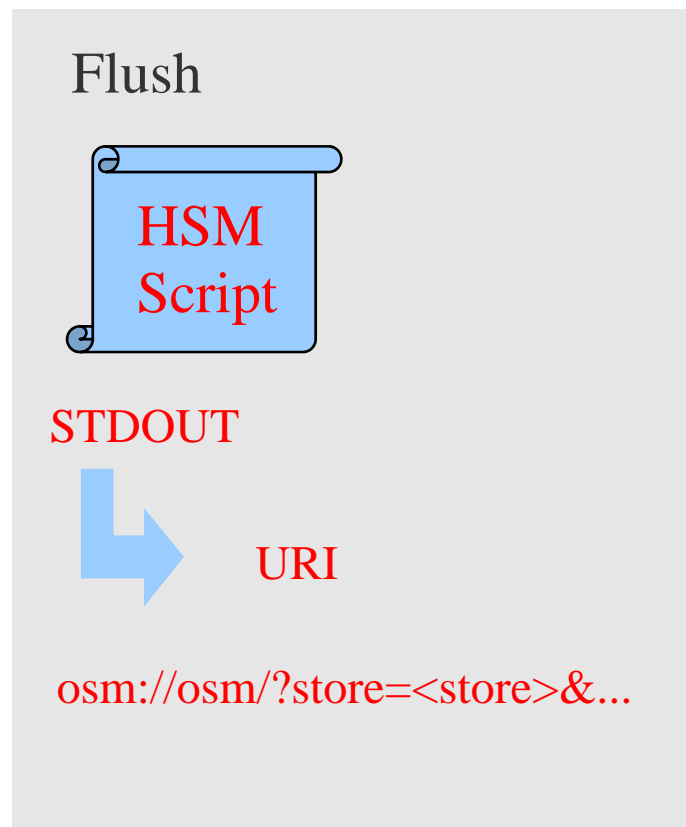 Flush
HSM
Script
STDOUT
URI
osm://osm/?store=<store>&...